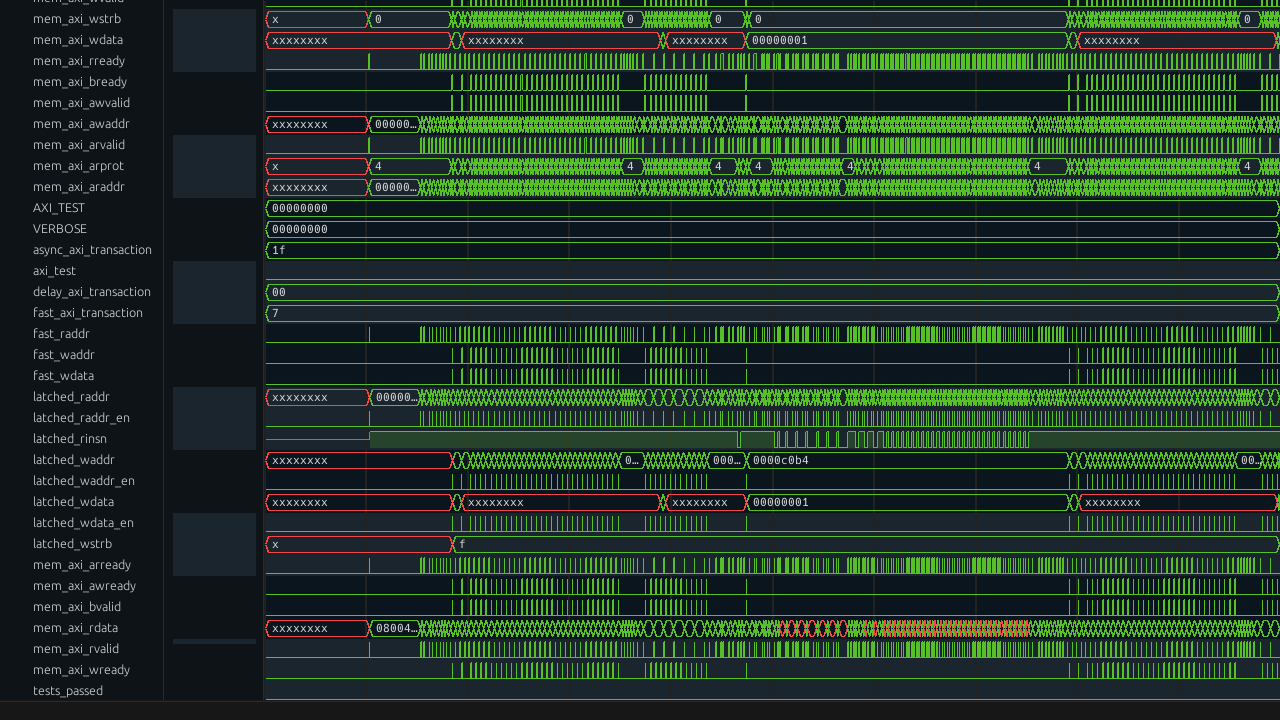 mem_axi_wvalid
mem_axi_wstrb x 0 0 0 0 0
mem_axi_wdata xxxxxxxx xxxxxxxx xxxxxxxx 00000001 xxxxxxxx
mem_axi_rready
mem_axi_bready
mem_axi_awvalid
mem_axi_awaddr xxxxxxxx 00000…
mem_axi_arvalid
mem_axi_arprot x 4 4 4 4 4 4 4
mem_axi_araddr xxxxxxxx 00000…
AXI_TEST 00000000
VERBOSE 00000000
async_axi_transaction 1f
axi_test
delay_axi_transaction 00
fast_axi_transaction 7
fast_raddr
fast_waddr
fast_wdata
latched_raddr xxxxxxxx 00000…
latched_raddr_en
latched_rinsn
latched_waddr xxxxxxxx 0… 000… 0000c0b4 00…
latched_waddr_en
latched_wdata xxxxxxxx xxxxxxxx xxxxxxxx 00000001 xxxxxxxx
latched_wdata_en
latched_wstrb x f
mem_axi_arready
mem_axi_awready
mem_axi_bvalid
mem_axi_rdata xxxxxxxx 08004…
mem_axi_rvalid
mem_axi_wready
tests_passed